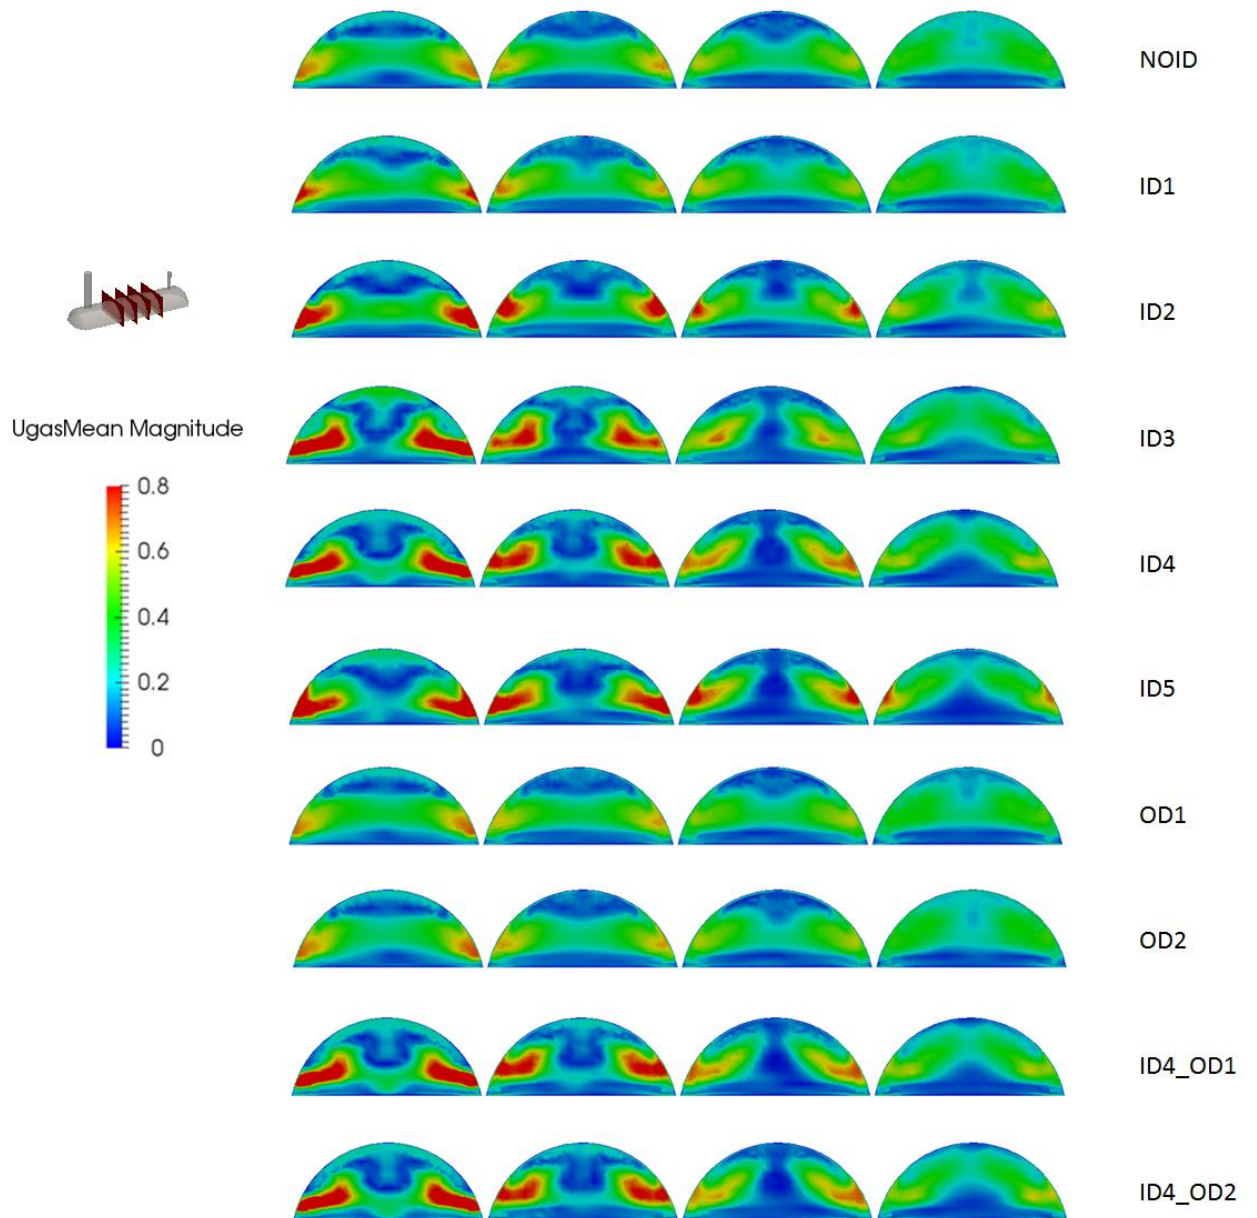 NOID
ID1
ID2
UgasMean Magnitude
ID3
0.8
0.6
ID4
0.4
0.2
ID5
0
OD1
OD2
ID4_OD1
ID4_OD2